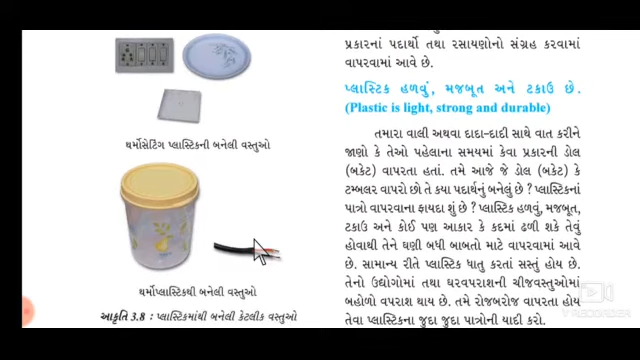 થર્મોસેટિંગ પ્લાસ્ટિકની બનેલી વસ્તુઓ
થર્મોપ્લાસ્ટિકથી બનેલી વસ્તુઓ
આકૃતિ 3.8 : પ્લાસ્ટિકમાંથી બનેલી કેટલીક વસ્તુઓ
પ્રકારનાં પદાર્થો તથા રસાયણોનો સંગ્રહ કરવામાં
વાપરવામાં આવે છે.
પ્લાસ્ટિક હળવું, મજબૂત અને ટકાઉ છે.
(Plastic is light, strong and durable)
તમારા વાલી અથવા દાદા-દાદી સાથે વાત કરીને
જાણો કે તેઓ પહેલાના સમયમાં કેવા પ્રકારની ડોલ
(બકેટ) વાપરતા હતાં. તમે આજે જે ડોલ (બકેટ) કે
ટમ્બલર વાપરો છો તે કયા પદાર્થનું બનેલું છે ? પ્લાસ્ટિકનાં
પાત્રો વાપરવાના ફાયદા શું છે ? પ્લાસ્ટિક હળવું, મજબૂત,
ટકાઉ અને કોઈ પણ આકાર કે કદમાં ઢળી શકે તેવું
હોવાથી તેને ઘણી બધી બાબતો માટે વાપરવામાં આવે
છે. સામાન્ય રીતે પ્લાસ્ટિક ધાતુ કરતાં સસ્તું હોય છે.
તેનો ઉદ્યોગોમાં તથા ઘરવપરાશની ચીજવસ્તુઓમાં
બહોળો વપરાશ થાય છે. તમે રોજબરોજ વાપરતા હોય
તેવા પ્લાસ્ટિકના જુદા જુદા પાત્રોની યાદી કરો.
RECORDER